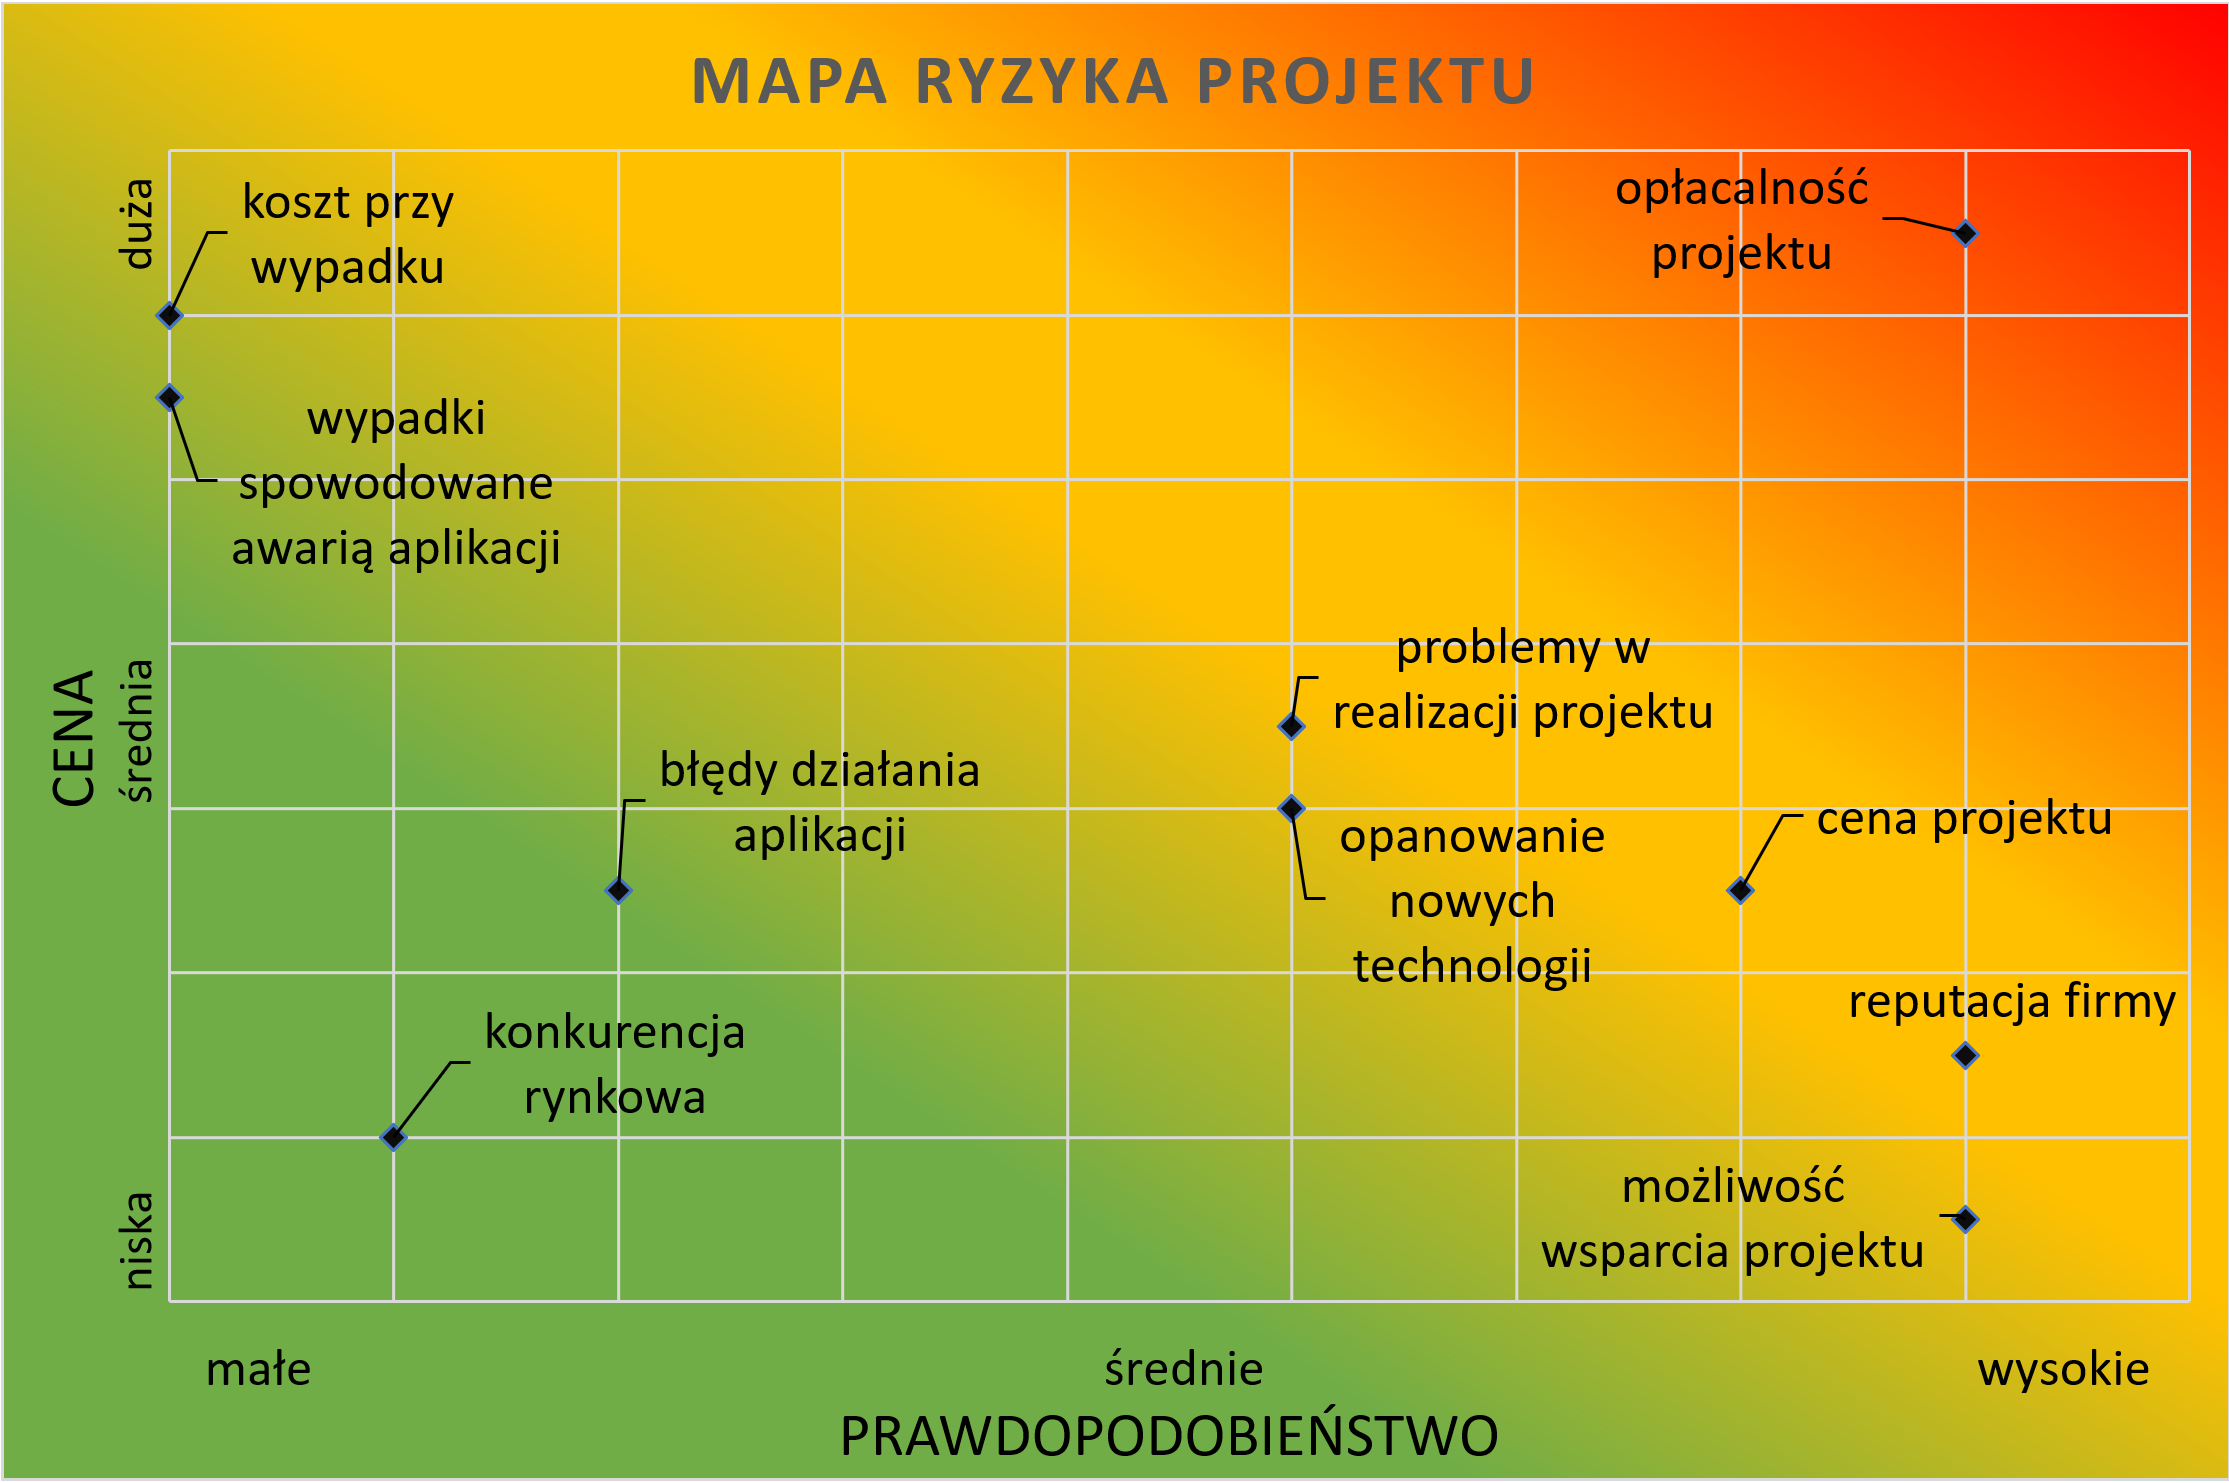 MAPA RYZYKA PROJEKTU
koszt przy
wypadku
opłacalność
projektu
wypadki
spowodowane
awarią aplikacji
problemy w
realizacji projektu
błędy działania
aplikacji
opanowanie
nowych
technologii
cena projektu
reputacja firmy
konkurencja
rynkowa
możliwość
wsparcia projektu
CENA
duża
średnia
niska
małe
średnie
wysokie
PRAWDOPODOBIEŃSTWO